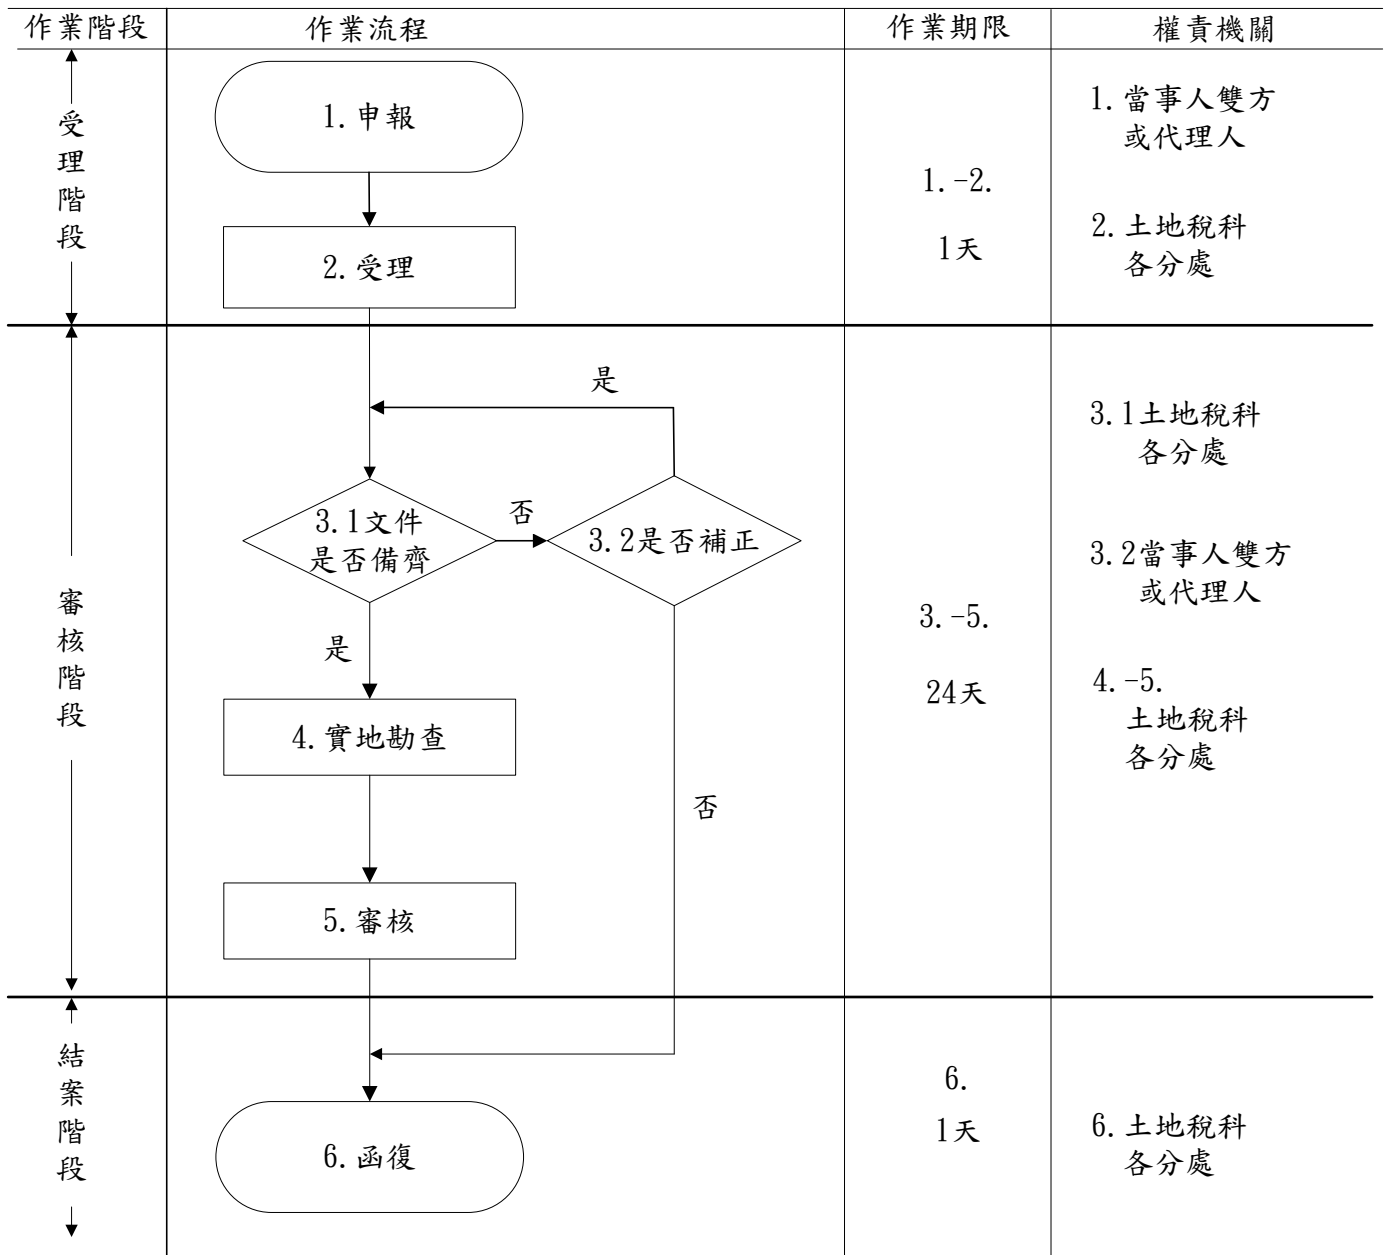 作業階段
作業流程
作業期限
權責機關
受理階段
1.申報
2.受理
1.-2.
1天
1.當事人雙方
或代理人
2.土地稅科
各分處
審核階段
是
3.1文件
是否備齊
否
3.2是否補正
是
4.實地勘查
否
5.審核
3.-5.
24天
3.1土地稅科
各分處
3.2當事人雙方
或代理人
4.-5.
土地稅科
各分處
結案階段
6.函復
6.
1天
6.土地稅科
各分處